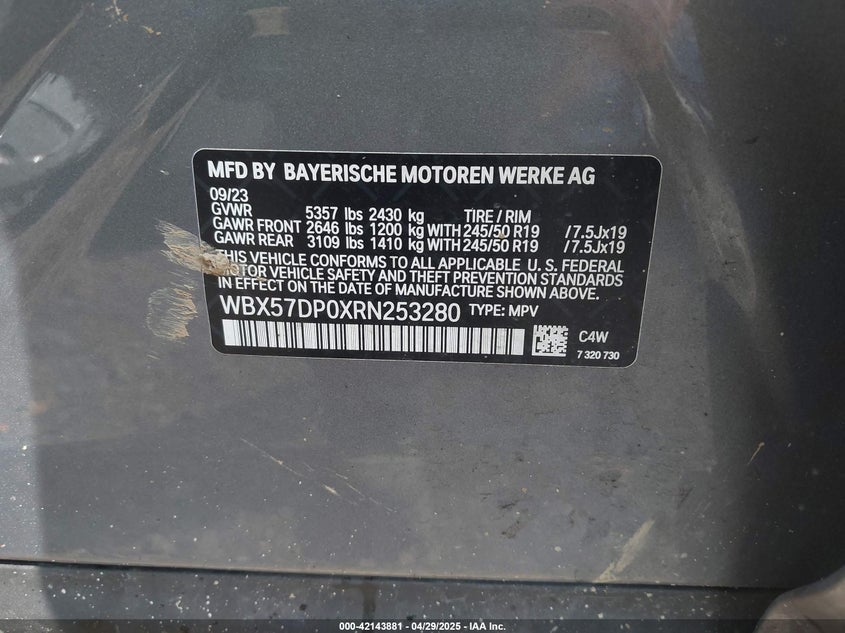 MFD BY BAYERISCHE MOTOREN WERKE AG
09/23
GVWR 5357 lbs 2430 kg TIRE / RIM
GAWR FRONT 2646 lbs 1200 kg WITH 245/50 R19 /7.5Jx19
GAWR REAR 3109 lbs 1410 kg WITH 245/50 R19 /7.5Jx19
THIS VEHICLE CONFORMS TO ALL APPLICABLE U. S. FEDERAL
MOTOR VEHICLE SAFETY AND THEFT PREVENTION STANDARDS
IN EFFECT ON THE DATE OF MANUFACTURE SHOWN ABOVE.
WBX57DP0XRN253280 TYPE: MPV
C4W
7 320 730
000-42143881 | 04/29/2025 - IAA Inc.